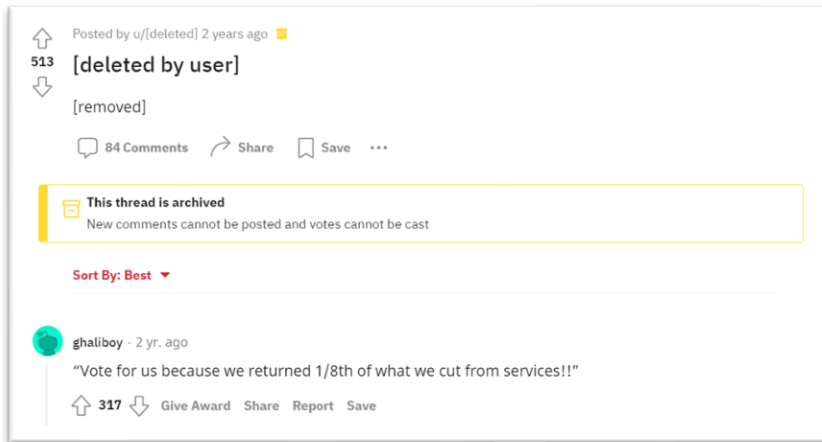 Posted by u/[deleted] 2 years ago
513
[deleted by user]
[removed]
84 Comments Share Save ...
This thread is archived
New comments cannot be posted and votes cannot be cast
Sort By: Best
ghaliboy · 2 yr. ago
“Vote for us because we returned 1/8th of what we cut from services!!”
317 Give Award Share Report Save